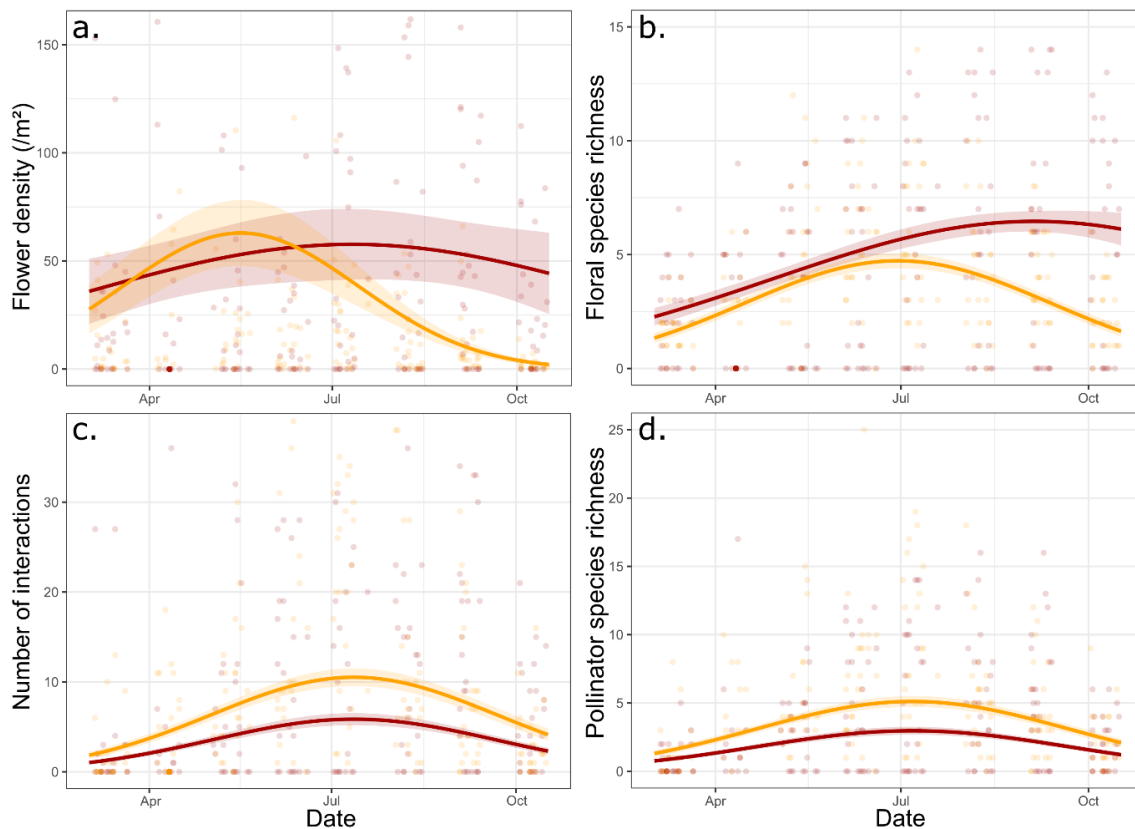 a.
Flower density (/m²)
150
100
50
0
Apr
Jul
Oct
b.
Floral species richness
15
10
5
0
Apr
Jul
Oct
c.
Number of interactions
30
20
10
0
Apr
Jul
Oct
Date
d.
Pollinator species richness
25
20
15
10
5
0
Apr
Jul
Oct
Date